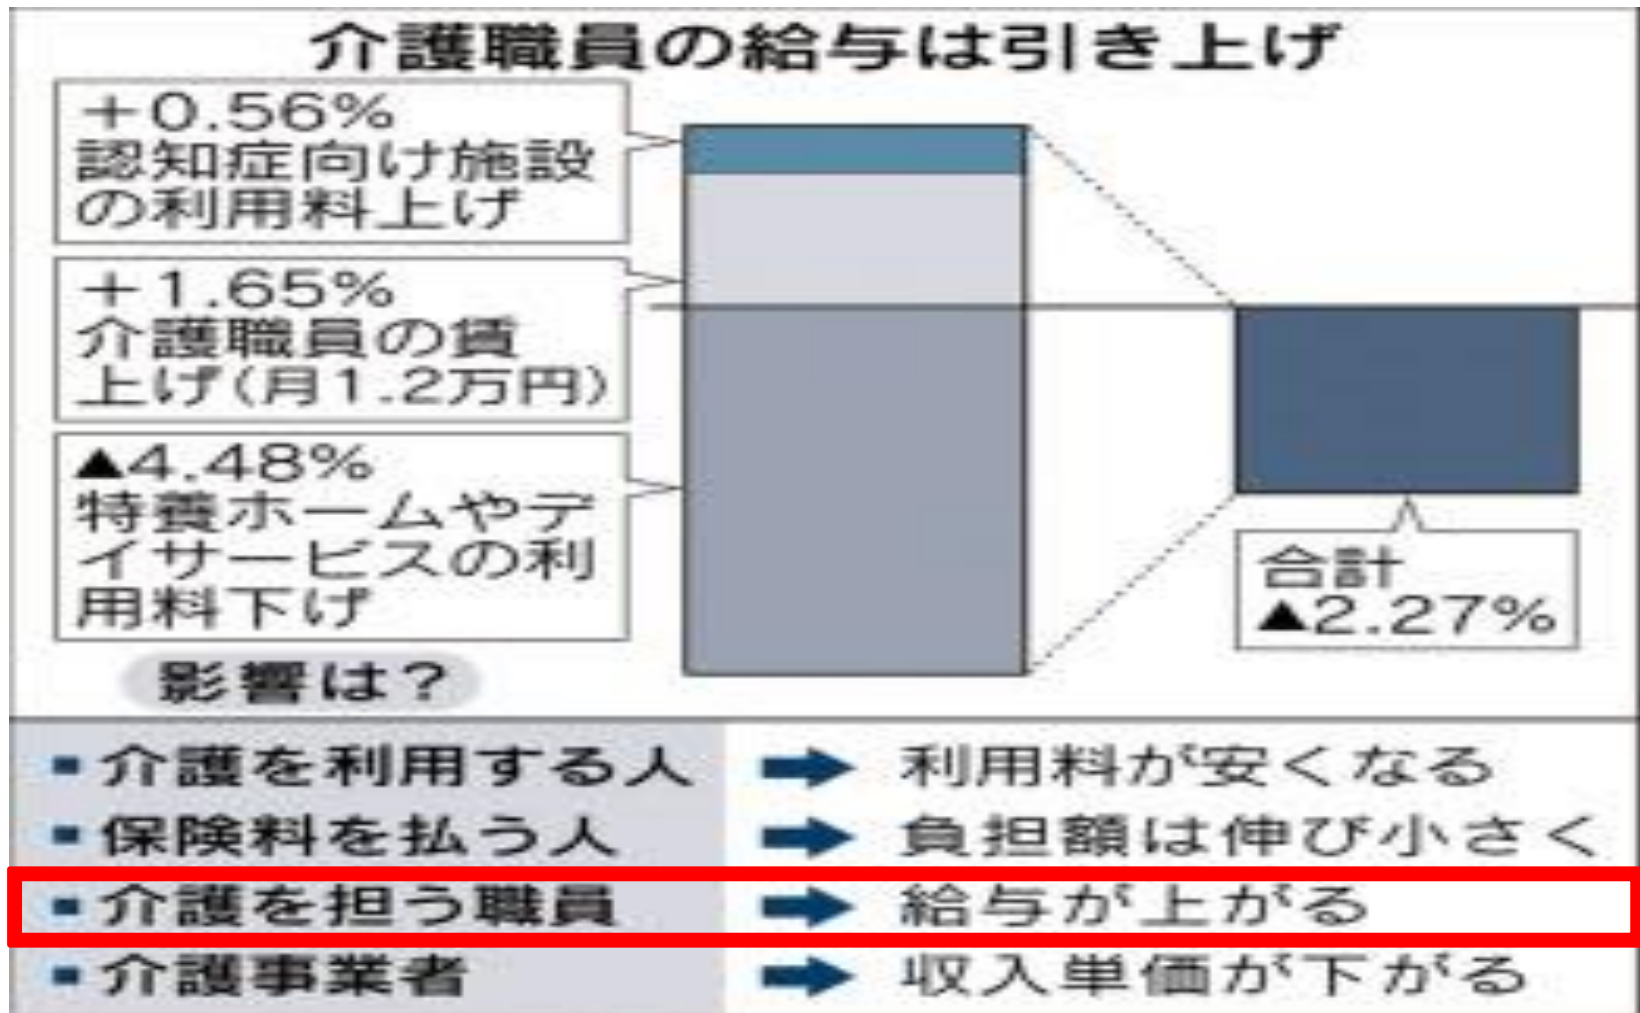 介護職員の給与は引き上げ
+0.56%
認知症向け施設
の利用料上げ
+1.65%
介護職員の賃
上げ(月1.2万円)
▲4.48%
特養ホームやデ
イサービスの利
用料下げ
合計
▲2.27%
影響は?
▪介護を利用する人 ➡ 利用料が安くなる
▪保険料を払う人 ➡ 負担額は伸び小さく
▪介護を担う職員 ➡ 給与が上がる
▪介護事業者 ➡ 収入単価が下がる